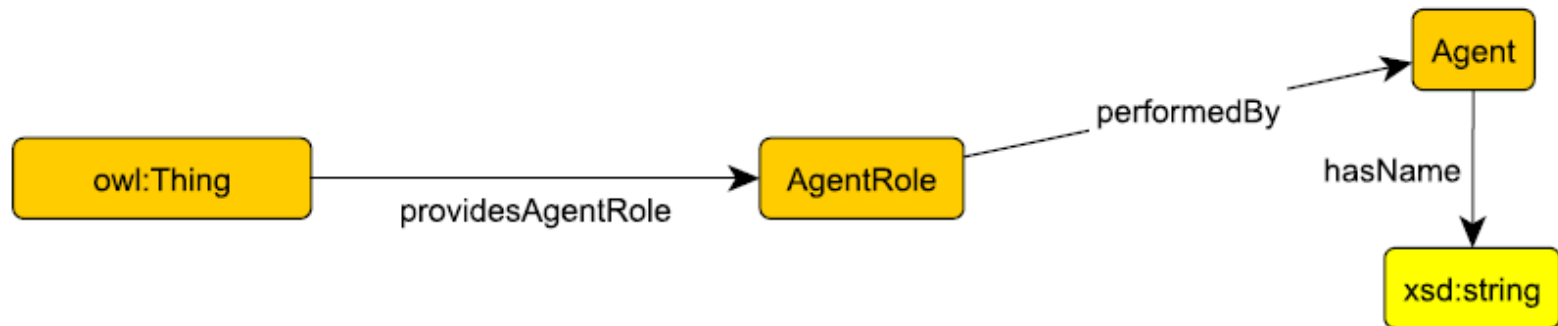 Agent
performedBy
owl:Thing
AgentRole
hasName
providesAgentRole
xsd:string